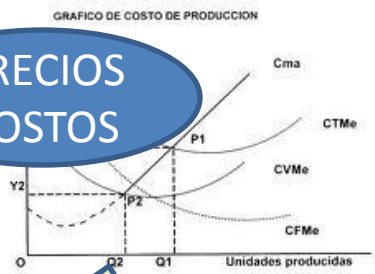 GRAFICO DE COSTO DE PRODUCCION
RECIOS
OSTOS
Cma
CTMe
P1
CVMe
Y2
P2
CFMe
O
Q2
Q1
Unidades producidas